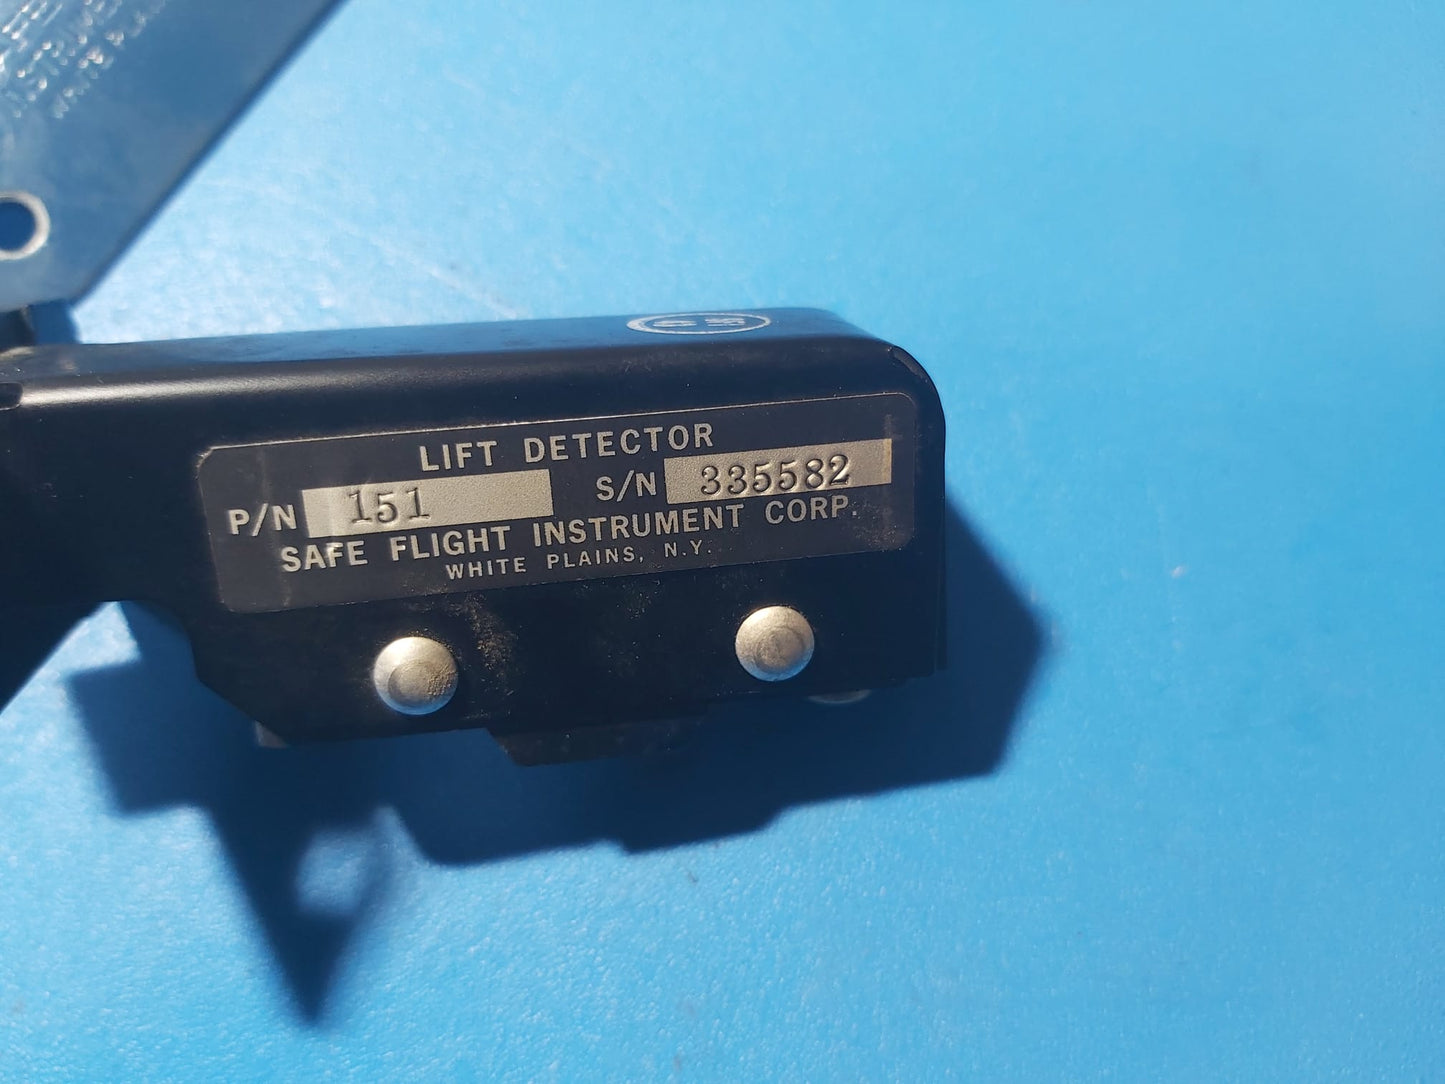 LIFT DETECTOR
P/N 151 S/N 335582
SAFE FLIGHT INSTRUMENT CORP.
WHITE PLAINS, N.Y.